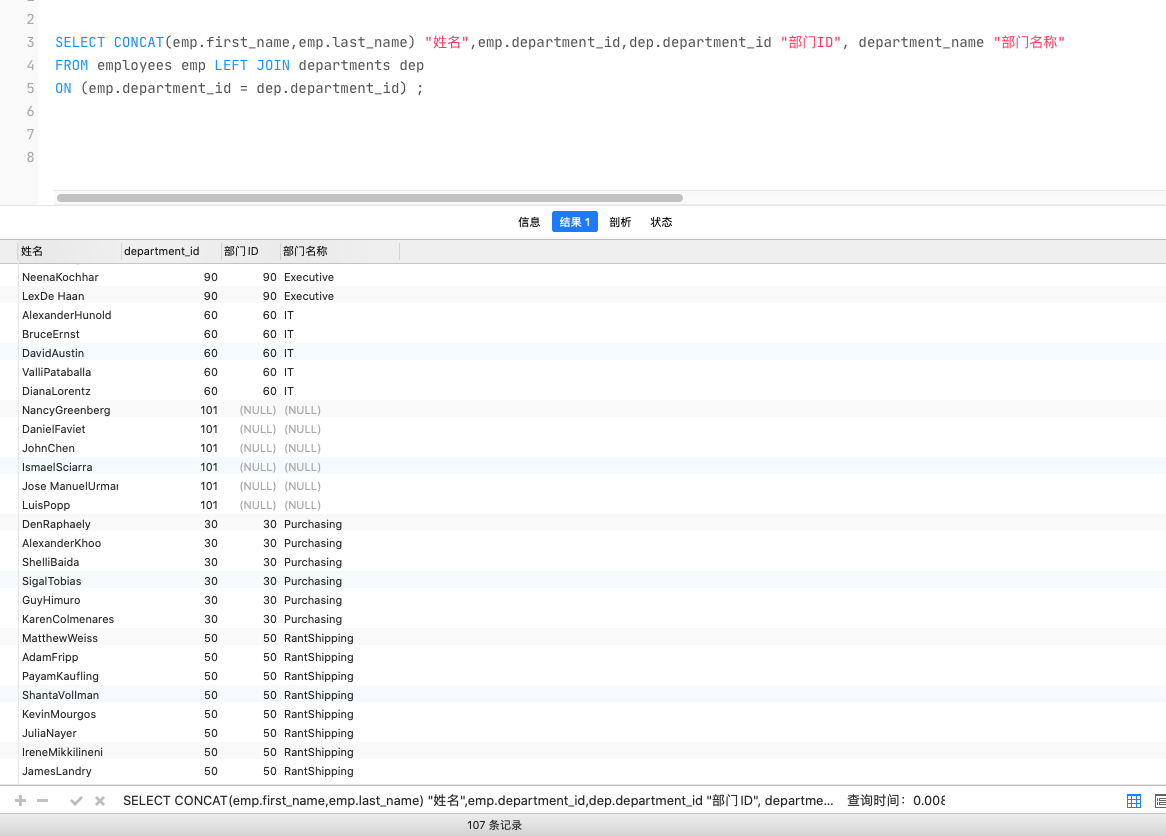 2
3 SELECT CONCAT(emp.first_name,emp.last_name) "姓名",emp.department_id,dep.department_id "部门ID", department_name "部门名称"
4 FROM employees emp LEFT JOIN departments dep
5 ON (emp.department_id = dep.department_id) ;
6
7
8
信息 结果 1 剖析 状态
姓名 department_id 部门ID 部门名称
NeenaKochhar 90 90 Executive
LexDe Haan 90 90 Executive
AlexanderHunold 60 60 IT
BruceErnst 60 60 IT
DavidAustin 60 60 IT
ValliPataballa 60 60 IT
DianaLorentz 60 60 IT
NancyGreenberg 101 (NULL) (NULL)
DanielFaviet 101 (NULL) (NULL)
JohnChen 101 (NULL) (NULL)
IsmaelSciarra 101 (NULL) (NULL)
Jose ManuelUrmar 101 (NULL) (NULL)
LuisPopp 101 (NULL) (NULL)
DenRaphaely 30 30 Purchasing
AlexanderKhoo 30 30 Purchasing
ShelliBaida 30 30 Purchasing
SigalTobias 30 30 Purchasing
GuyHimuro 30 30 Purchasing
KarenColmenares 30 30 Purchasing
MatthewWeiss 50 50 RantShipping
AdamFripp 50 50 RantShipping
PayamKaufling 50 50 RantShipping
ShantaVollman 50 50 RantShipping
KevinMourgos 50 50 RantShipping
JuliaNayer 50 50 RantShipping
IreneMikkilineni 50 50 RantShipping
JamesLandry 50 50 RantShipping
SELECT CONCAT(emp.first_name,emp.last_name) "姓名",emp.department_id,dep.department_id "部门ID", departme... 查询时间：0.008
107 条记录